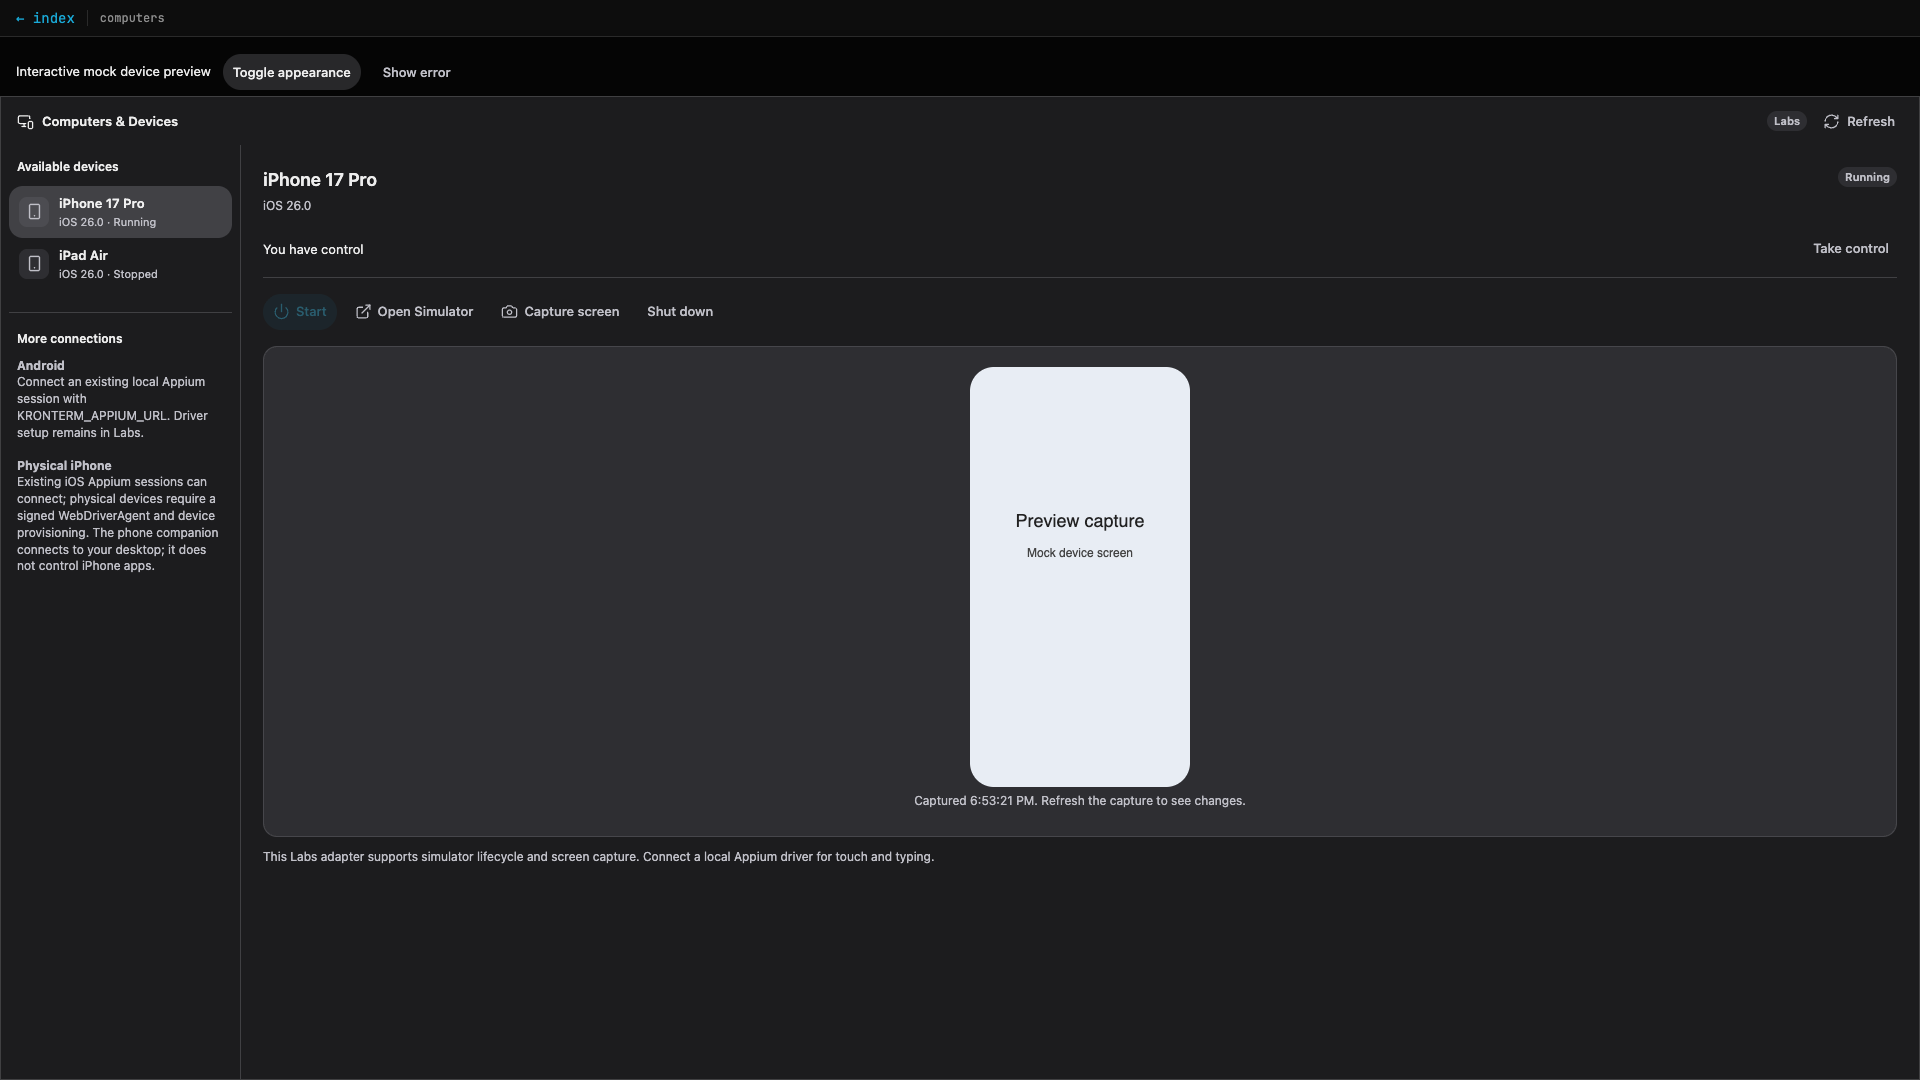 ← index
computers
Interactive mock device preview
Toggle appearance
Show error
Computers & Devices
Labs
Refresh
Available devices
iPhone 17 Pro
iOS 26.0 · Running
iPad Air
iOS 26.0 · Stopped
More connections
Android
Connect an existing local Appium
session with
KRONTERM_APPIUM_URL. Driver
setup remains in Labs.
Physical iPhone
Existing iOS Appium sessions can
connect; physical devices require a
signed WebDriverAgent and device
provisioning. The phone companion
connects to your desktop; it does
not control iPhone apps.
iPhone 17 Pro
Running
iOS 26.0
You have control
Take control
Start
Open Simulator
Capture screen
Shut down
Preview capture
Mock device screen
Captured 6:53:21 PM. Refresh the capture to see changes.
This Labs adapter supports simulator lifecycle and screen capture. Connect a local Appium driver for touch and typing.